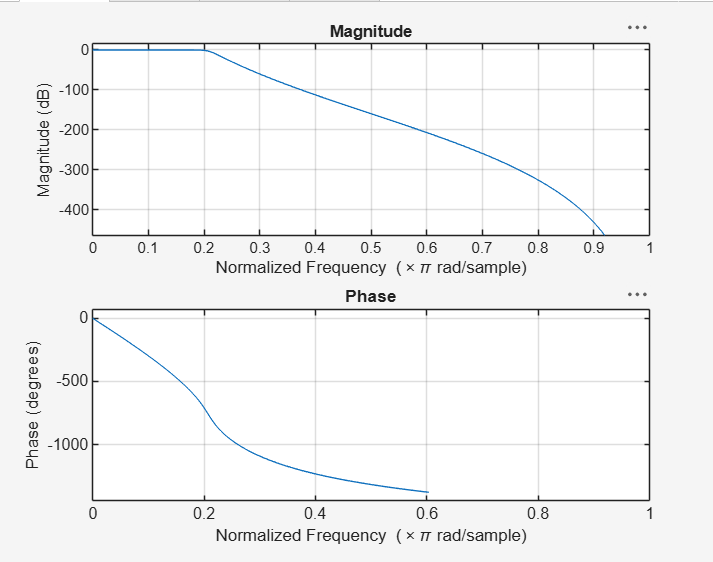 Magnitude
0
-100
-200
-300
-400
Magnitude (dB)
0 0.1 0.2 0.3 0.4 0.5 0.6 0.7 0.8 0.9 1
Normalized Frequency (× π rad/sample)
Phase
0
-500
-1000
Phase (degrees)
0 0.2 0.4 0.6 0.8 1
Normalized Frequency (× π rad/sample)